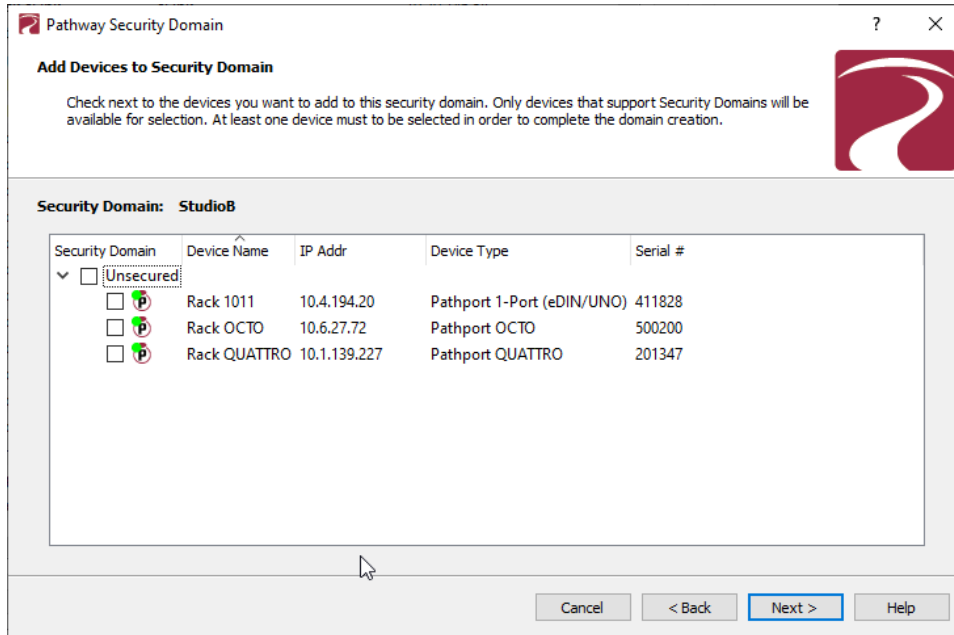 Pathway Security Domain
?
Add Devices to Security Domain
Check next to the devices you want to add to this security domain. Only devices that support Security Domains will be
available for selection. At least one device must to be selected in order to complete the domain creation.
Security Domain: StudioB
Security Domain Device Name IP Addr Device Type Serial #
Unsecured
P Rack 1011 10.4.194.20 Pathport 1-Port (eDIN/UNO) 411828
P Rack OCTO 10.6.27.72 Pathport OCTO 500200
P Rack QUATTRO 10.1.139.227 Pathport QUATTRO 201347
Cancel < Back Next > Help